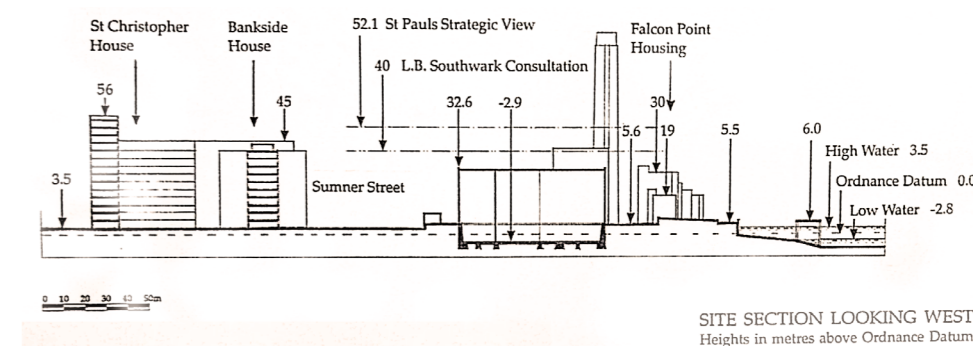 St Christopher
House
Bankside
House
52.1 St Pauls Strategic View
Falcon Point
Housing
40 L.B. Southwark Consultation
56
45
32.6
-2.9
30
5.6
19
5.5
6.0
High Water 3.5
Sumner Street
3.5
Ordnance Datum 0.0
Low Water -2.8
0 10 20 30 40 50m
SITE SECTION LOOKING WEST
Heights in metres above Ordnance Datum